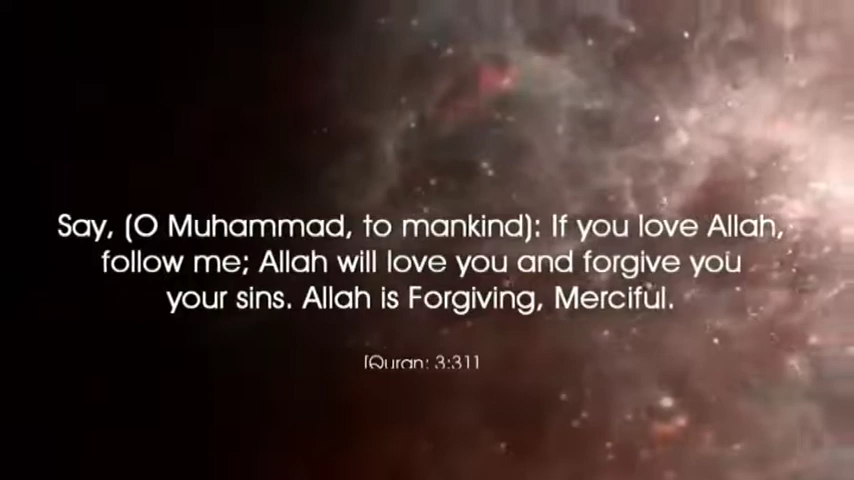 Say, (O Muhammad, to mankind): If you love Allah,
follow me; Allah will love you and forgive you
your sins. Allah is Forgiving, Merciful.
[Quran: 3:31]